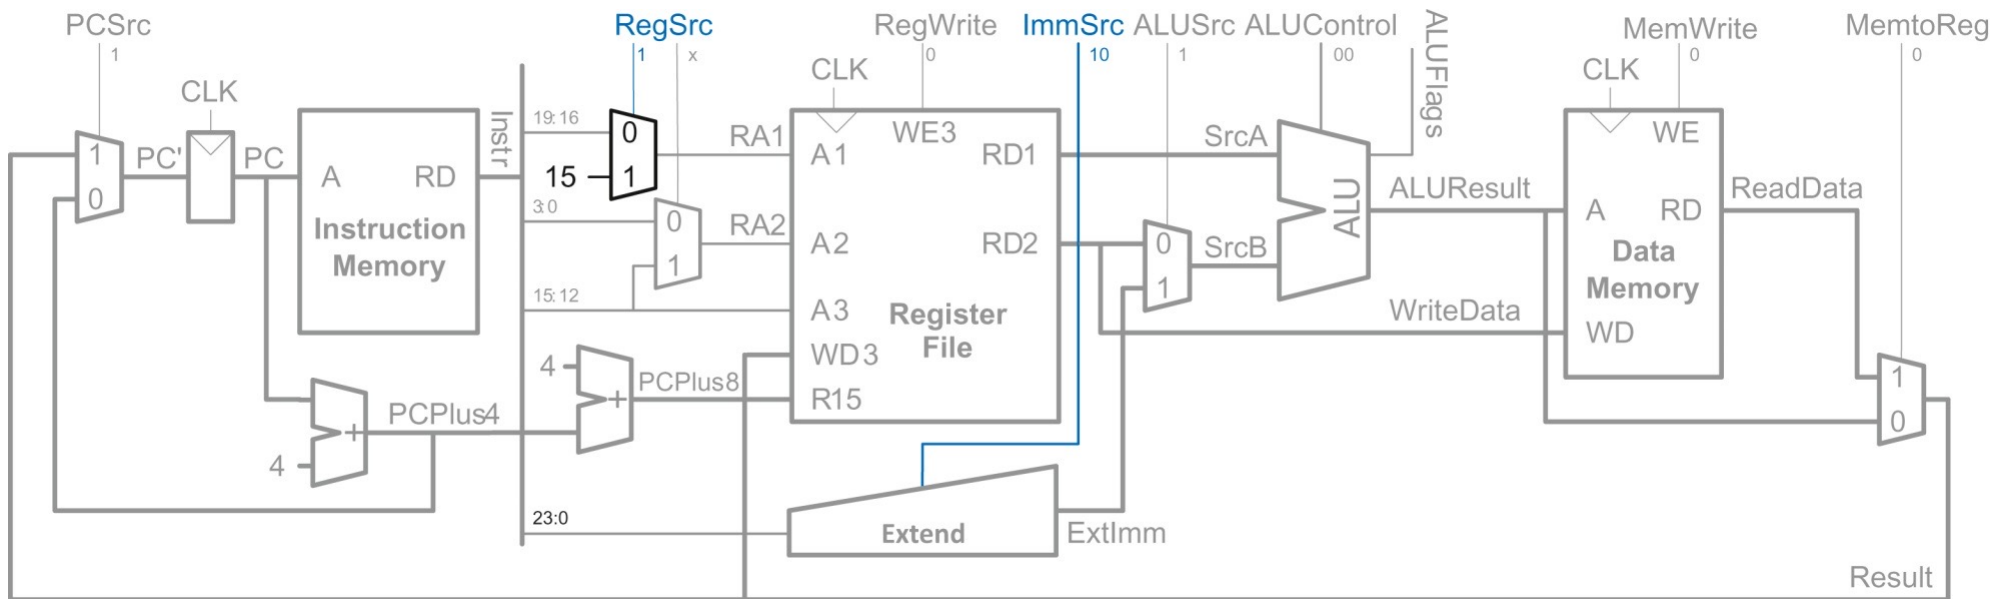 PCSrc
1
RegSrc
1
x
RegWrite
0
ImmSrc
10
ALUSrc
1
ALUControl
00
ALUFlags
MemWrite
0
MemtoReg
0
CLK
CLK
CLK
1
0
PC'
PC
A
RD
Instruction
Memory
Instr
19:16
0
15
1
RA1
3:0
0
1
RA2
15:12
A1
WE3
RD1
A2
RD2
A3
Register
File
WD3
R15
0
1
SrcA
SrcB
ALU
ALUResult
WriteData
WE
A
RD
Data
Memory
WD
ReadData
1
0
4
+
PCPlus8
PCPlus4
+
4
23:0
Extend
ExtImm
Result